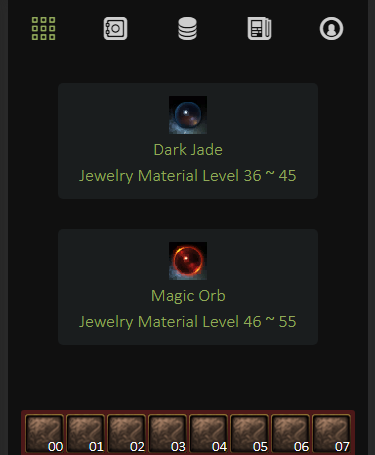 Dark Jade
Jewelry Material Level 36 ~ 45
Magic Orb
Jewelry Material Level 46 ~ 55
00 01 02 03 04 05 06 07